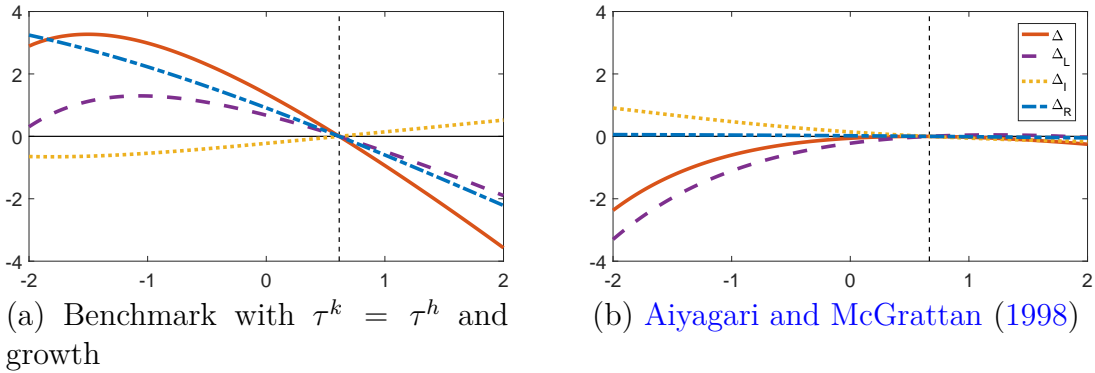 4
2
0
-2
-4
-2
-1
0
1
2
4
2
0
-2
-4
-2
-1
0
1
2
Δ
Δ_L
Δ_I
Δ_R
(a) Benchmark with τ^k = τ^h and
growth
(b) Aiyagari and McGrattan (1998)